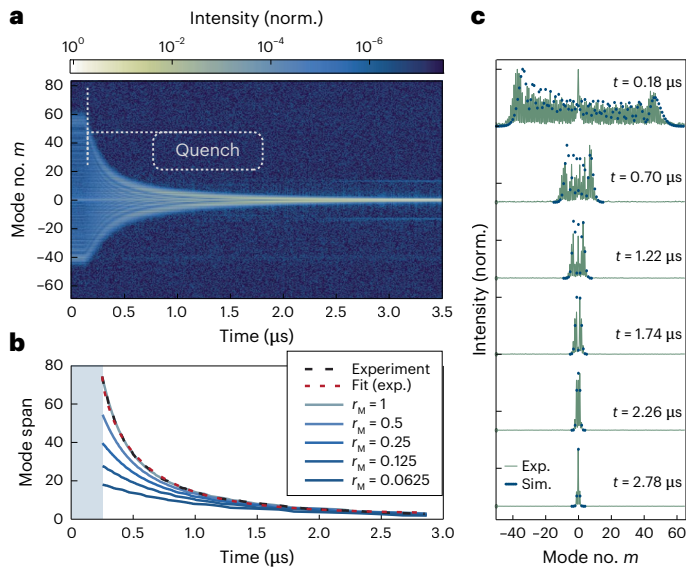 a
Intensity (norm.)
10⁰ 10⁻² 10⁻⁴ 10⁻⁶
80
60
40
20
0
−20
−40
−60
Mode no. m
Quench
0 0.5 1.0 1.5 2.0 2.5 3.0 3.5
Time (µs)
b
80
60
40
20
0
Mode span
Experiment
Fit (exp.)
r_M = 1
r_M = 0.5
r_M = 0.25
r_M = 0.125
r_M = 0.0625
0 0.5 1.0 1.5 2.0 2.5 3.0
Time (µs)
c
Intensity (norm.)
t = 0.18 µs
t = 0.70 µs
t = 1.22 µs
t = 1.74 µs
t = 2.26 µs
t = 2.78 µs
Exp.
Sim.
−40 −20 0 20 40 60
Mode no. m